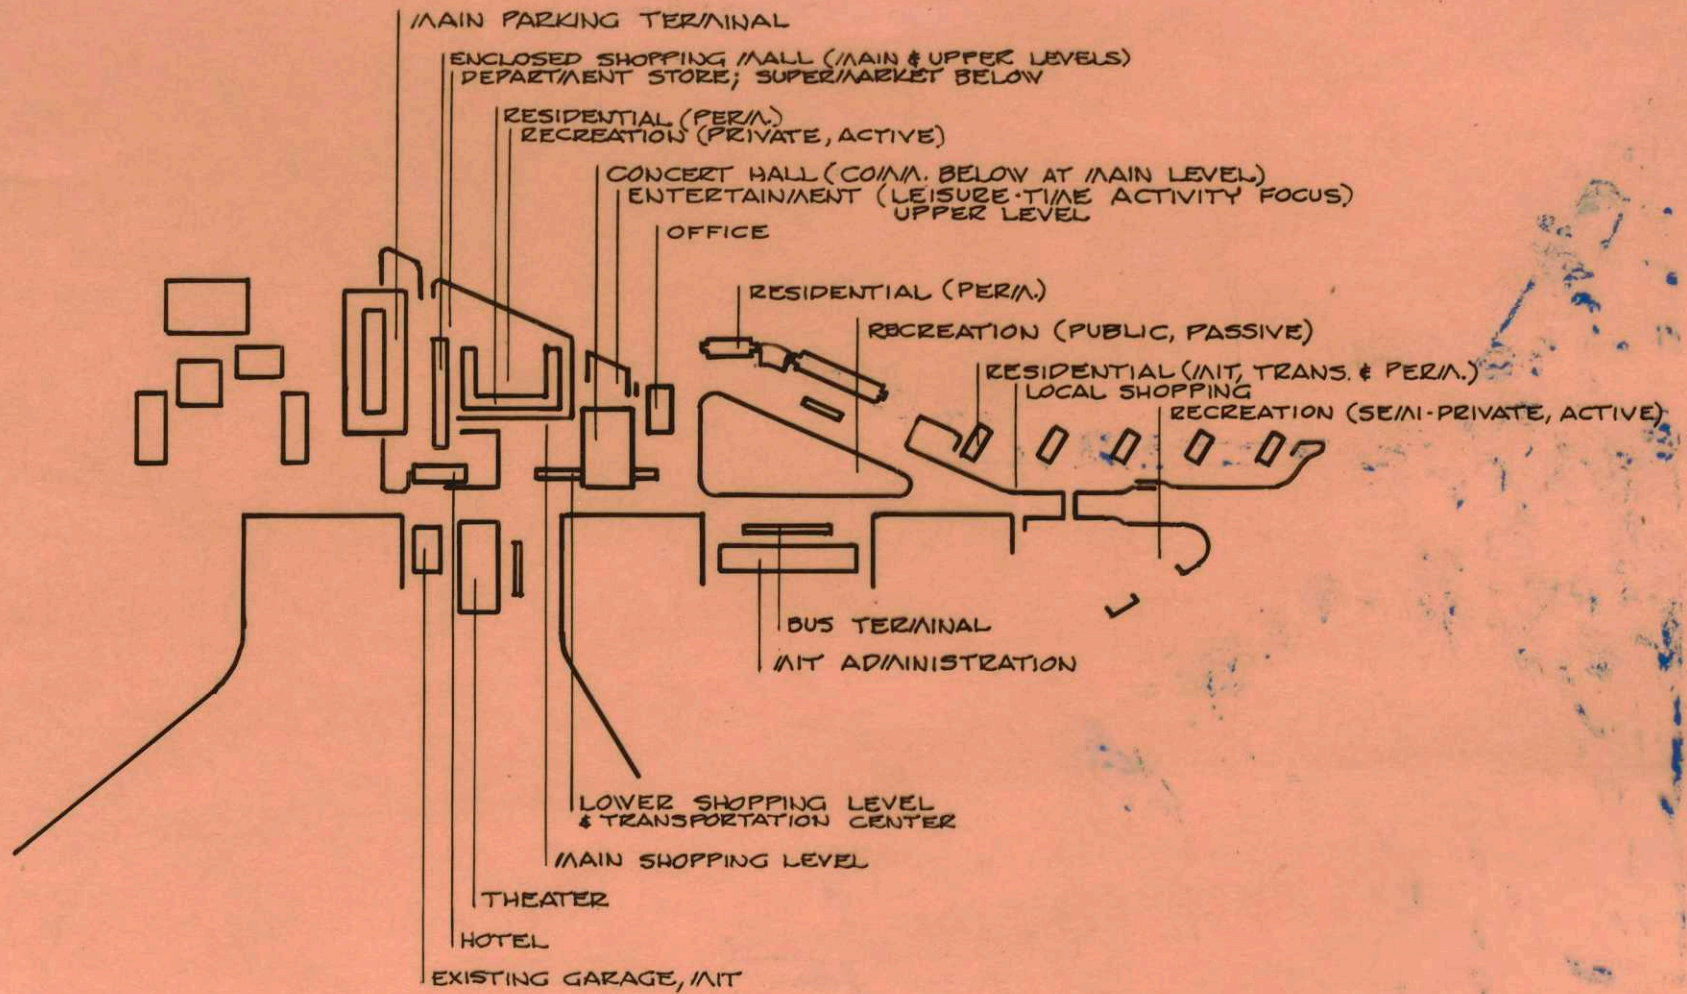 MAIN PARKING TERMINAL
ENCLOSED SHOPPING MALL (MAIN & UPPER LEVELS)
DEPARTMENT STORE; SUPERMARKET BELOW
RESIDENTIAL (PERM.)
RECREATION (PRIVATE, ACTIVE)
CONCERT HALL (COMM. BELOW AT MAIN LEVEL)
ENTERTAINMENT (LEISURE-TIME ACTIVITY FOCUS)
UPPER LEVEL
OFFICE
RESIDENTIAL (PERM.)
RECREATION (PUBLIC, PASSIVE)
RESIDENTIAL (MIT, TRANS. & PERM.)
LOCAL SHOPPING
RECREATION (SEMI-PRIVATE, ACTIVE)
BUS TERMINAL
MIT ADMINISTRATION
LOWER SHOPPING LEVEL
& TRANSPORTATION CENTER
MAIN SHOPPING LEVEL
THEATER
HOTEL
EXISTING GARAGE, MIT